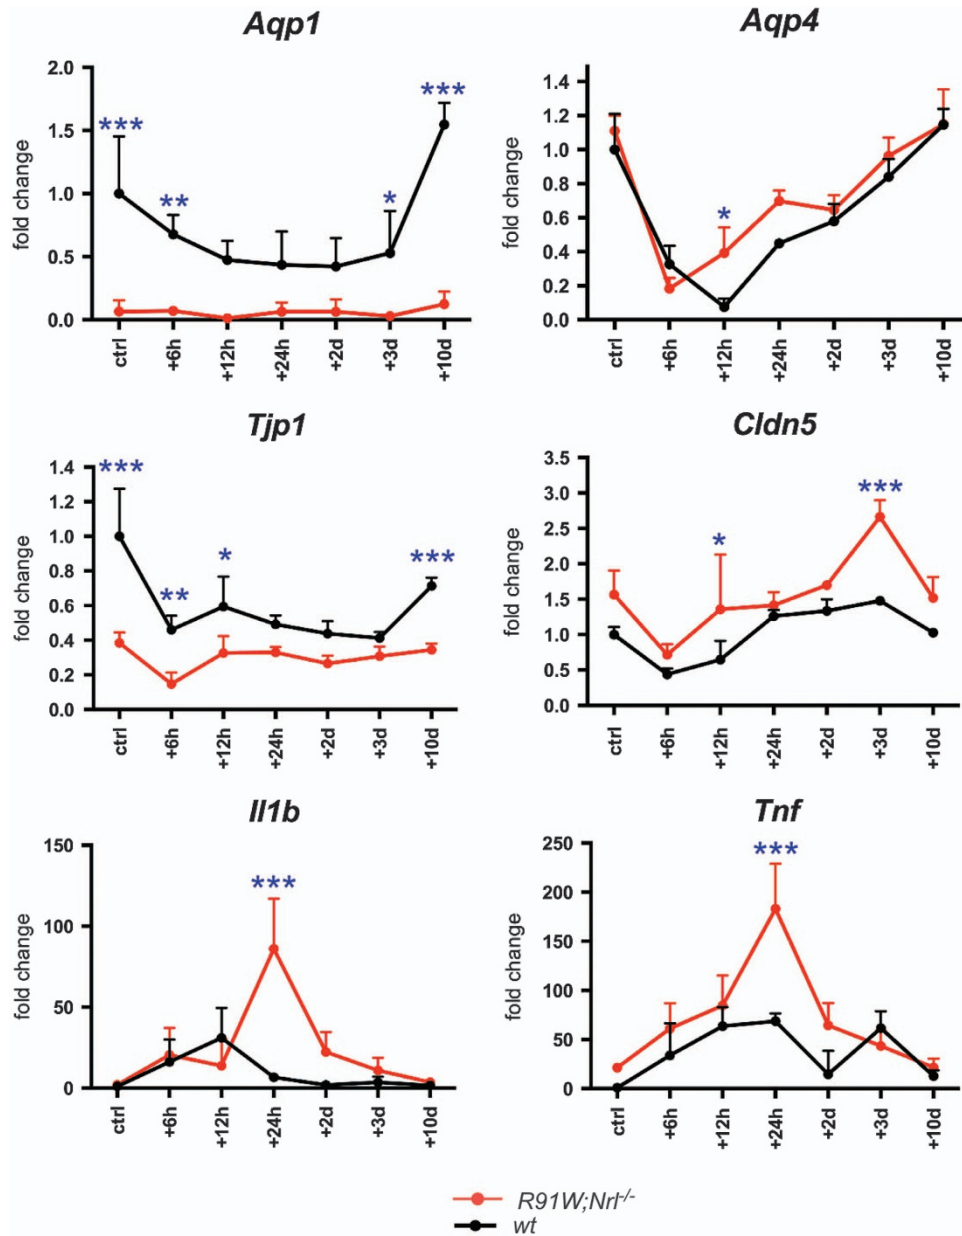 Aqp1
fold change
2.0
1.5
1.0
0.5
0.0
***
**
*
***
ctrl
+6h
+12h
+24h
+2d
+3d
+10d
Aqp4
fold change
1.4
1.2
1.0
0.8
0.6
0.4
0.2
0.0
*
ctrl
+6h
+12h
+24h
+2d
+3d
+10d
Tjp1
fold change
1.4
1.2
1.0
0.8
0.6
0.4
0.2
0.0
***
**
*
***
ctrl
+6h
+12h
+24h
+2d
+3d
+10d
Cldn5
fold change
3.5
3.0
2.5
2.0
1.5
1.0
0.5
0.0
*
***
ctrl
+6h
+12h
+24h
+2d
+3d
+10d
Il1b
fold change
150
100
50
0
***
ctrl
+6h
+12h
+24h
+2d
+3d
+10d
Tnf
fold change
250
200
150
100
50
0
***
ctrl
+6h
+12h
+24h
+2d
+3d
+10d
R91W;Nrl-/-
wt